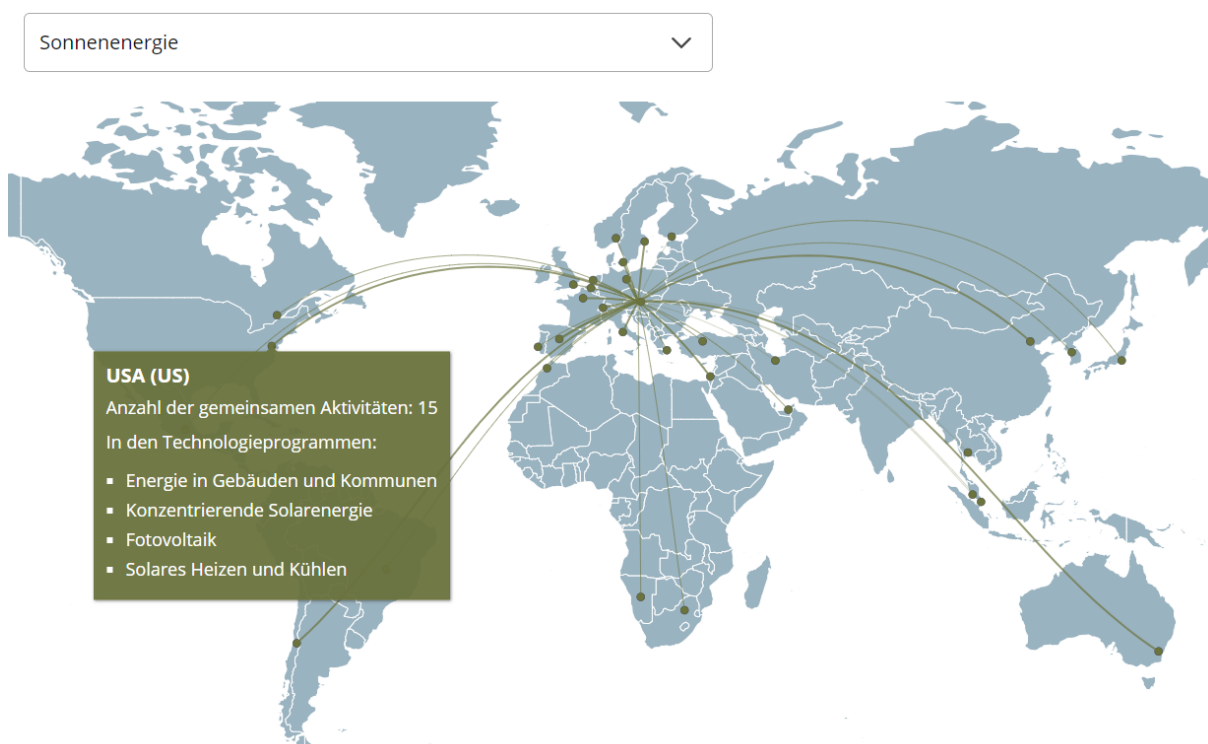 Sonnenenergie
USA (US)
Anzahl der gemeinsamen Aktivitäten: 15
In den Technologieprogrammen:
▪ Energie in Gebäuden und Kommunen
▪ Konzentrierende Solarenergie
▪ Fotovoltaik
▪ Solares Heizen und Kühlen